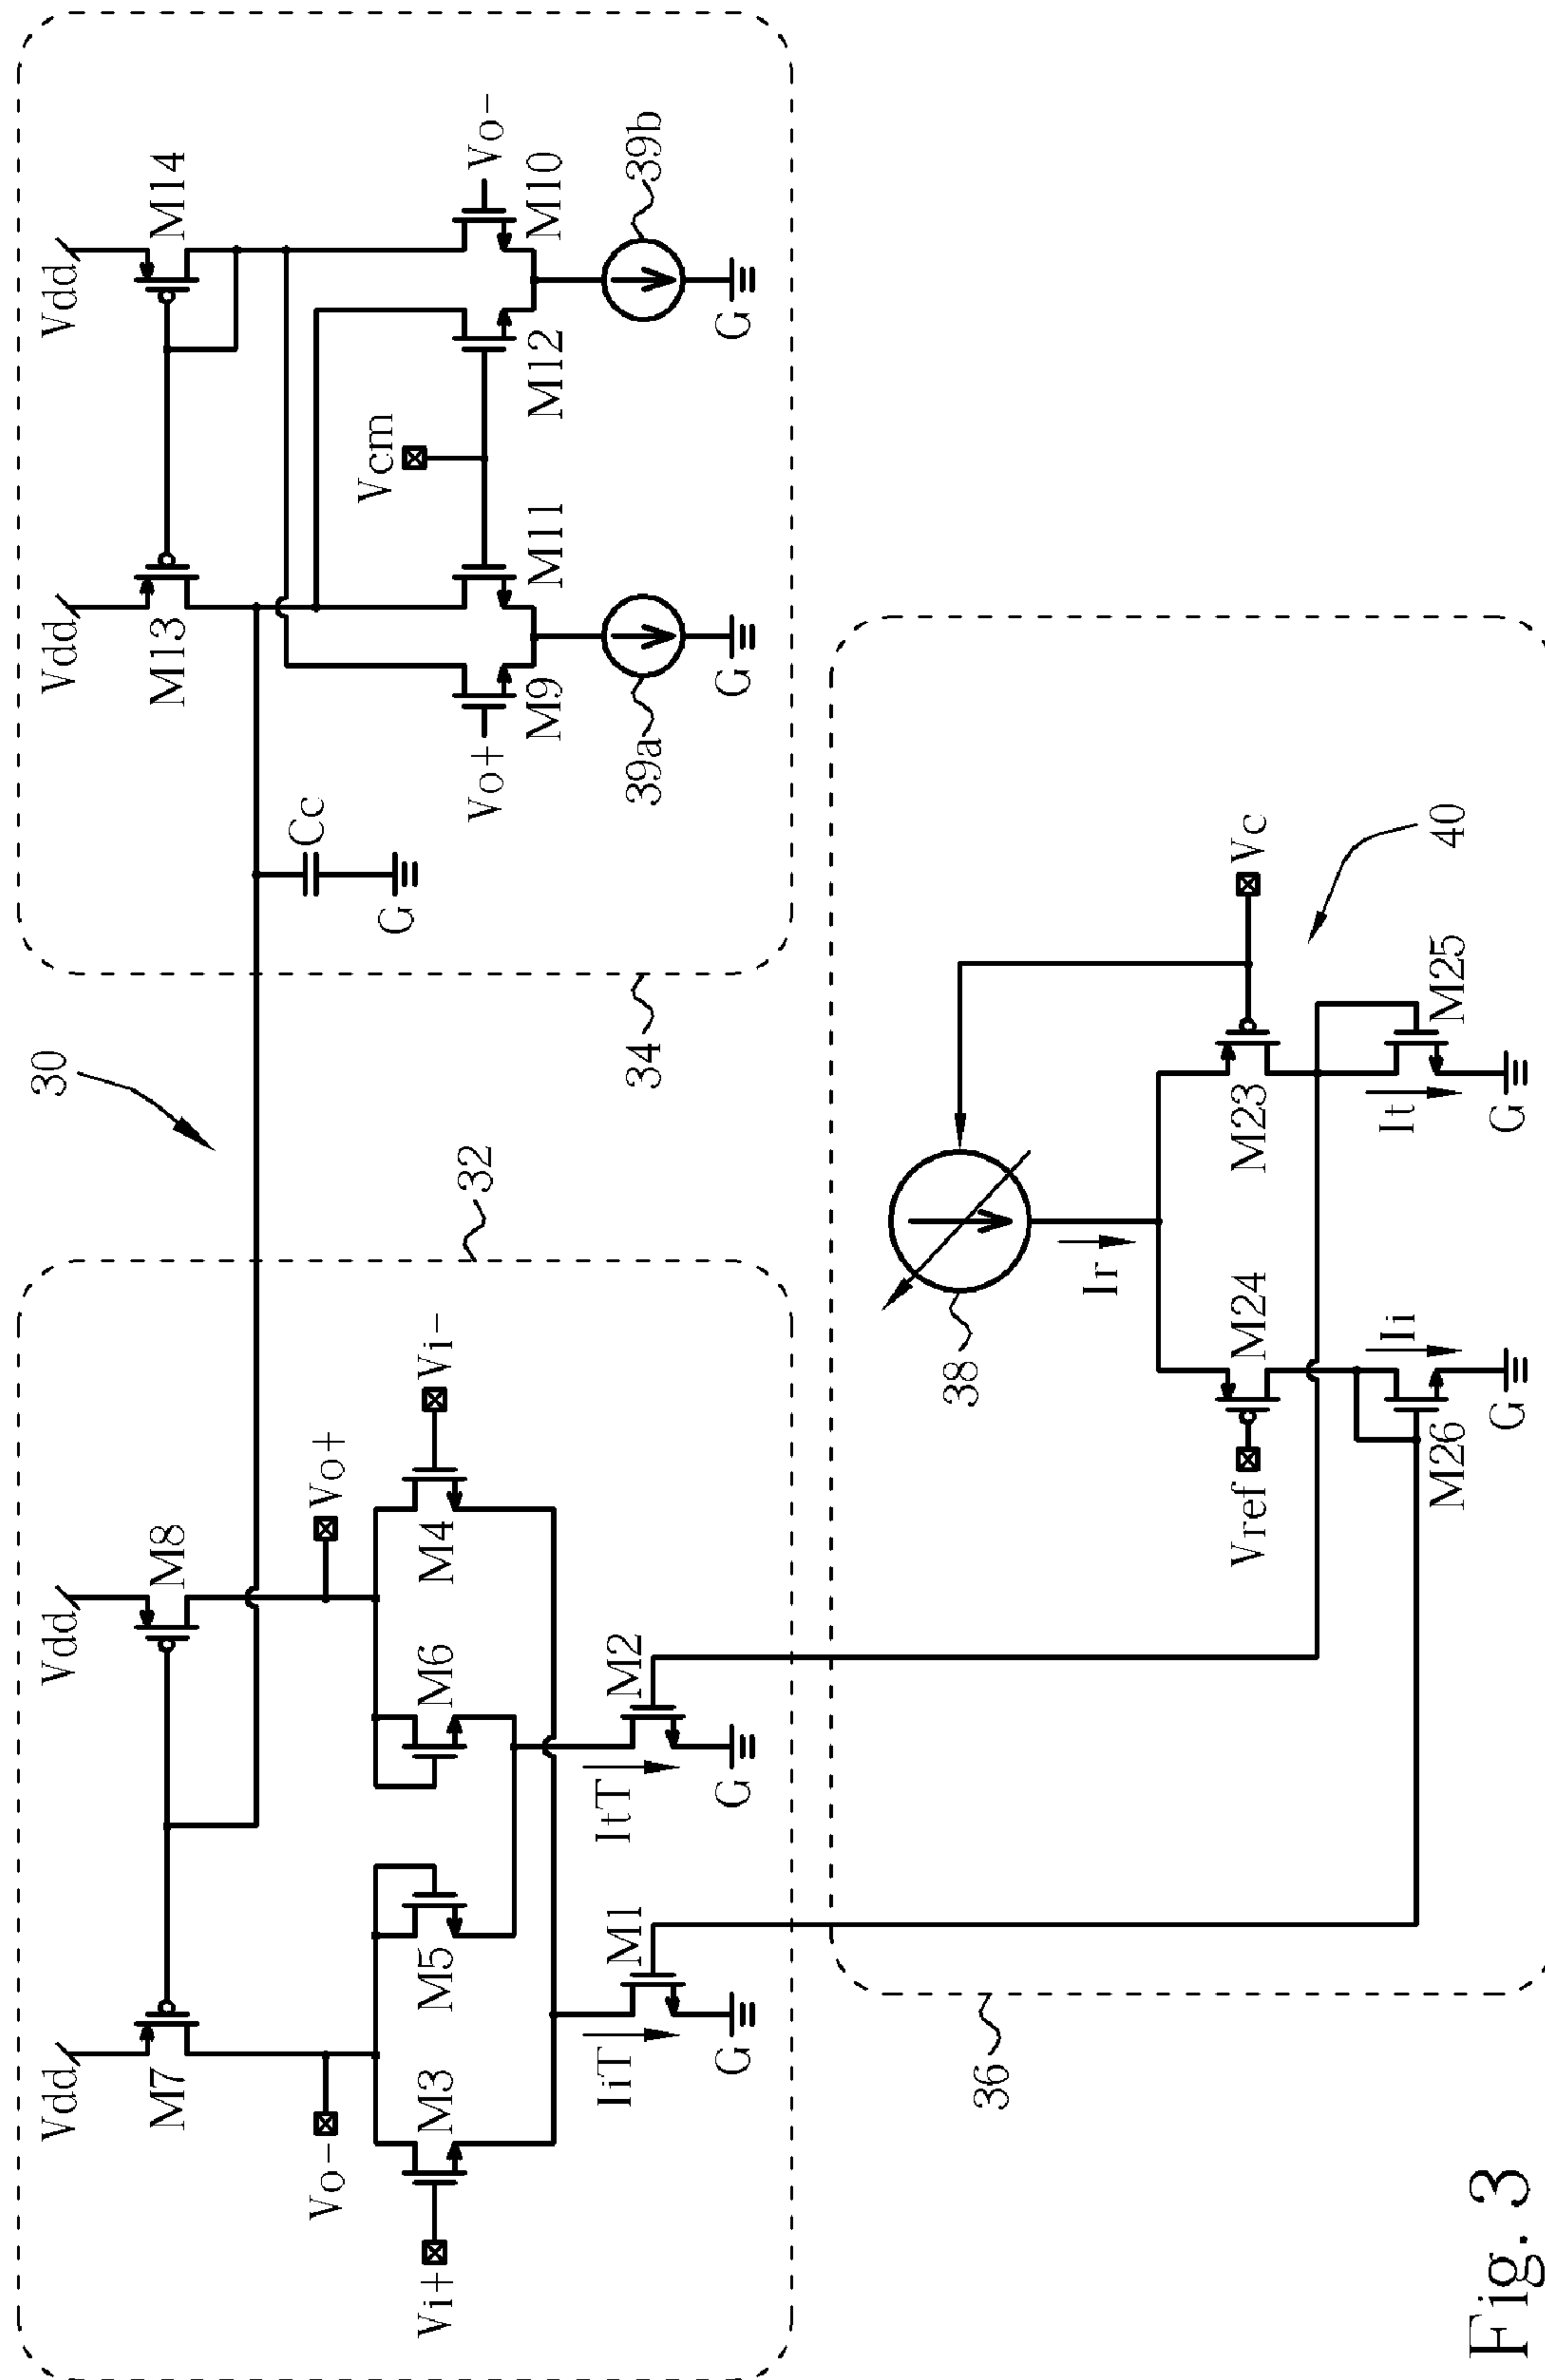 30
32
Vdd
Vdd
M7
M8
Vo-
Vo+
Vi+
M3
M5
M6
M4
Vi-
M1
M2
IiT
ItT
G
G
34
Vdd
Vdd
M13
M14
Cc
G
Vcm
Vo+
M9
M11
M12
M10
Vo-
39a
39b
G
G
36
38
Ir
Vref
M24
M23
Vc
40
Ii
It
M26
M25
G
G
Fig. 3